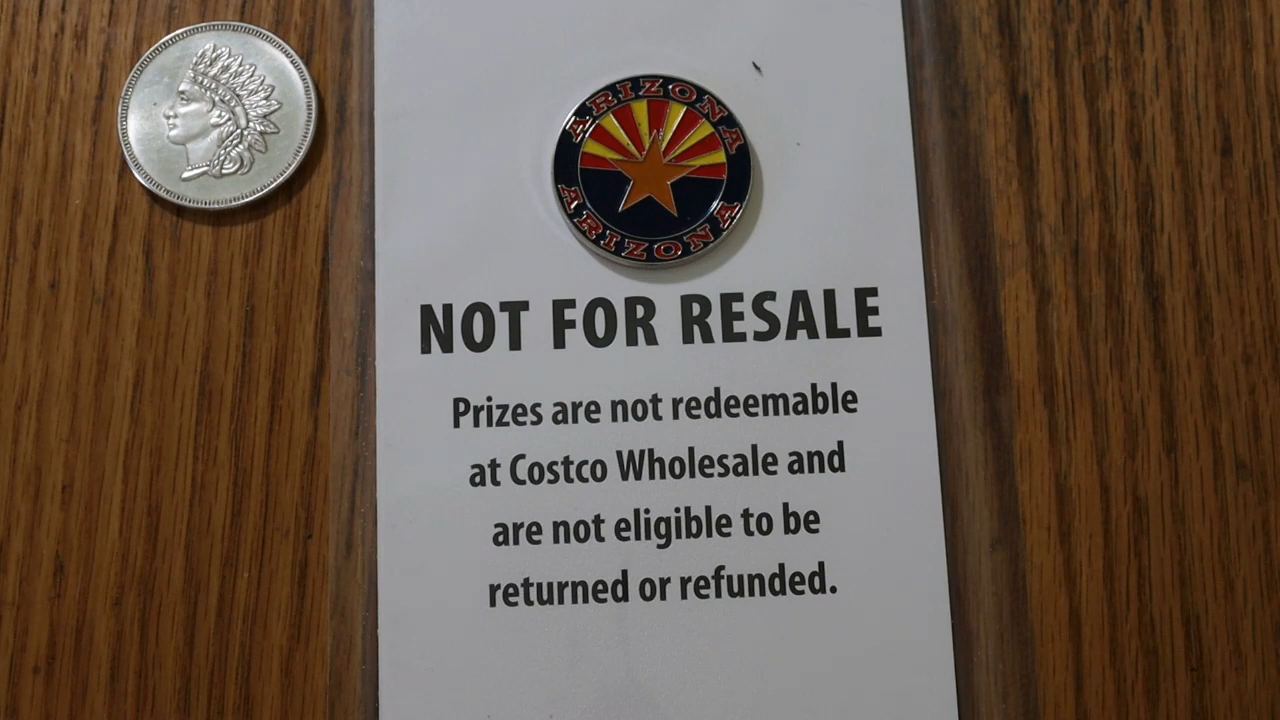 ARIZONA
ARIZONA
NOT FOR RESALE
Prizes are not redeemable
at Costco Wholesale and
are not eligible to be
returned or refunded.